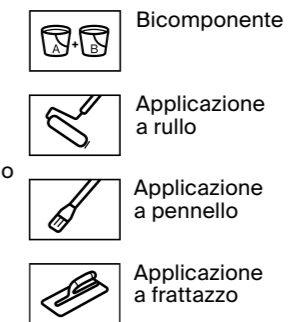 A + B
Bicomponente
Applicazione
a rullo
o
Applicazione
a pennello
Applicazione
a frattazzo